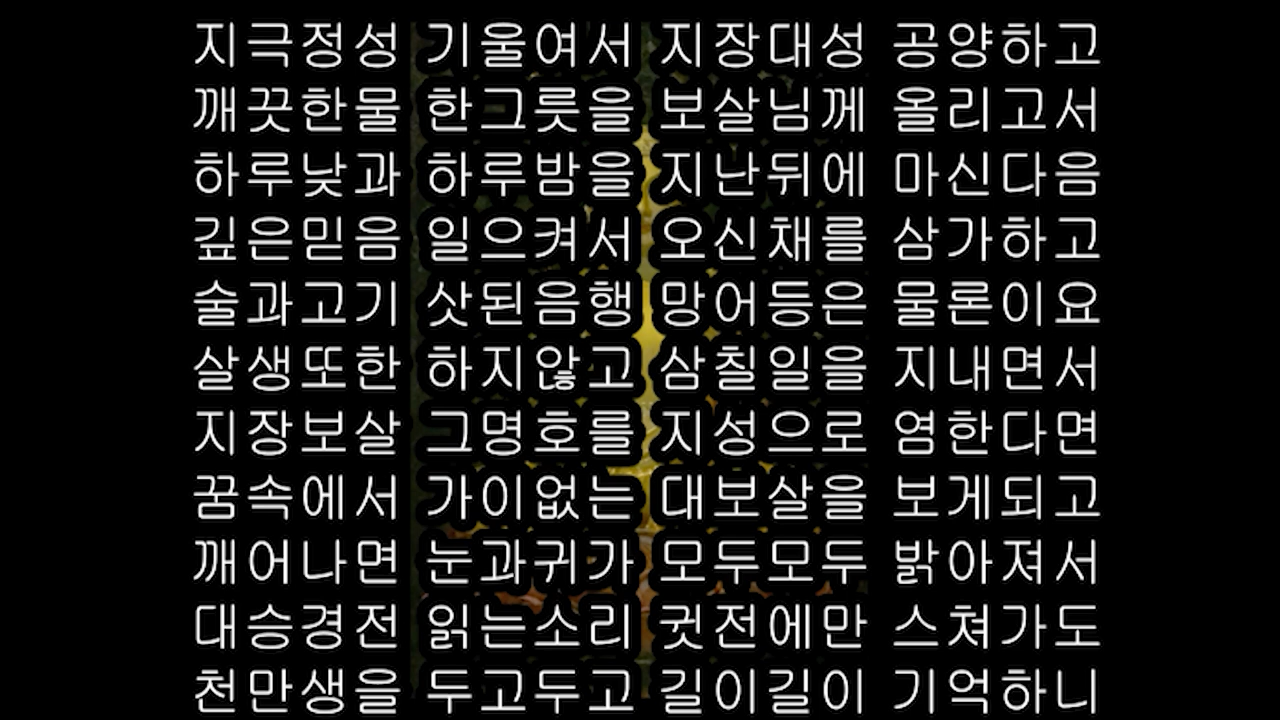 지극정성 기울여서 지장대성 공양하고
깨끗한물 한그릇을 보살님께 올리고서
하루낮과 하루밤을 지난뒤에 마신다음
깊은믿음 일으켜서 오신채를 삼가하고
술과고기 삿된음행 망어등은 물론이요
살생또한 하지않고 삼칠일을 지내면서
지장보살 그명호를 지성으로 염한다면
꿈속에서 가이없는 대보살을 보게되고
깨어나면 눈과귀가 모두모두 밝아져서
대승경전 읽는소리 귓전에만 스쳐가도
천만생을 두고두고 길이길이 기억하니